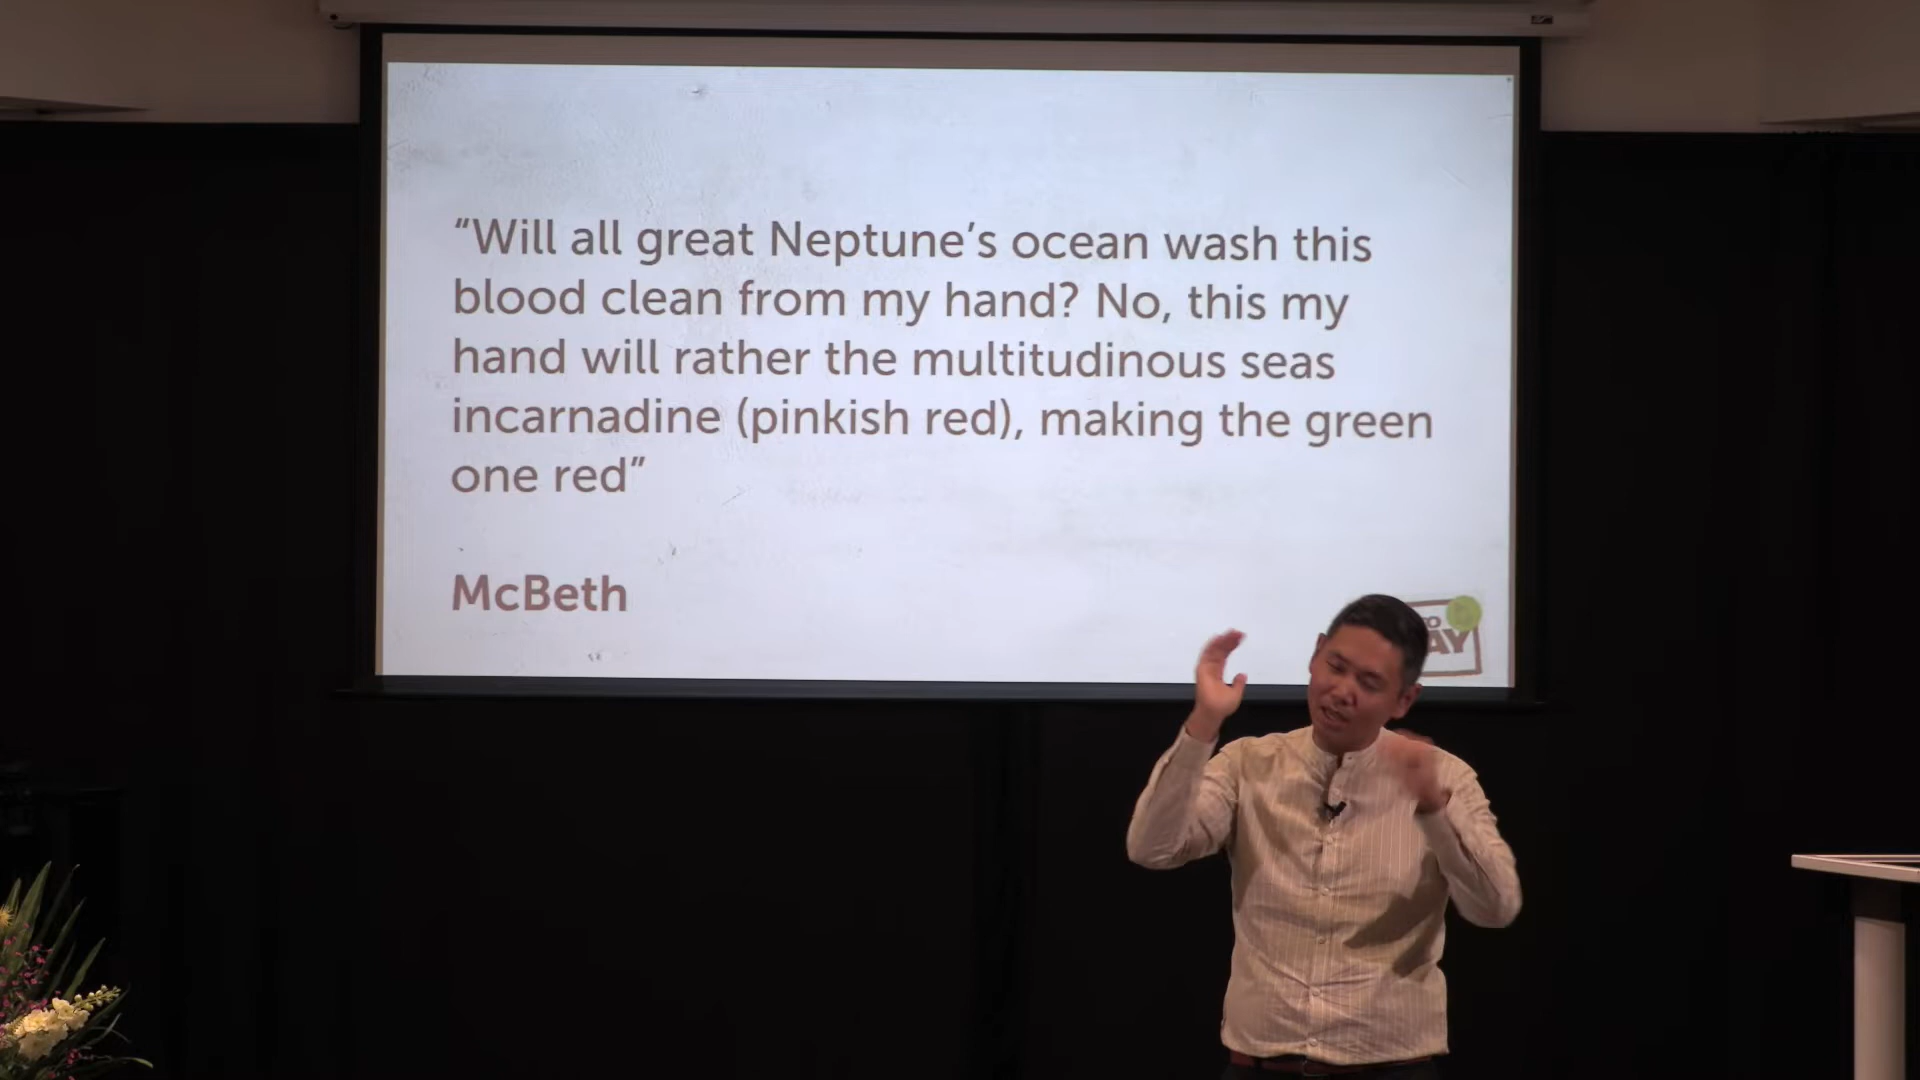 “Will all great Neptune’s ocean wash this
blood clean from my hand? No, this my
hand will rather the multitudinous seas
incarnadine (pinkish red), making the green
one red”
McBeth